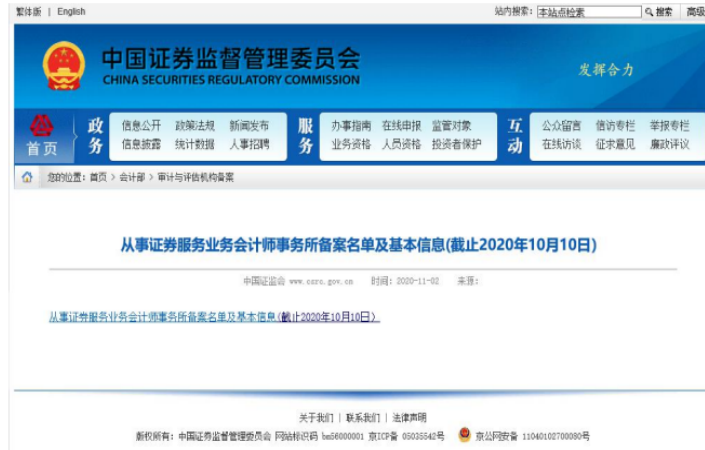 繁体版 | English 站内搜索: 本站点检索 搜索 高级
中国证券监督管理委员会
CHINA SECURITIES REGULATORY COMMISSION
发挥合力
首页
政务
信息公开 政策法规 新闻发布
信息披露 统计数据 人事招聘
服务
办事指南 在线申报 监管对象
业务资格 人员资格 投资者保护
互动
公众留言 信访专栏 举报专栏
在线访谈 征求意见 廉政评议
您的位置: 首页 > 会计部 > 审计与评估机构备案
从事证券服务业务会计师事务所备案名单及基本信息(截止2020年10月10日)
中国证监会 www.csrc.gov.cn 时间: 2020-11-02 来源:
从事证券服务业务会计师事务所备案名单及基本信息(截止2020年10月10日)
关于我们 | 联系我们 | 法律声明
版权所有: 中国证券监督管理委员会 网站标识码 bm56000001 京ICP备 05035542号 京公网安备 11040102700080号